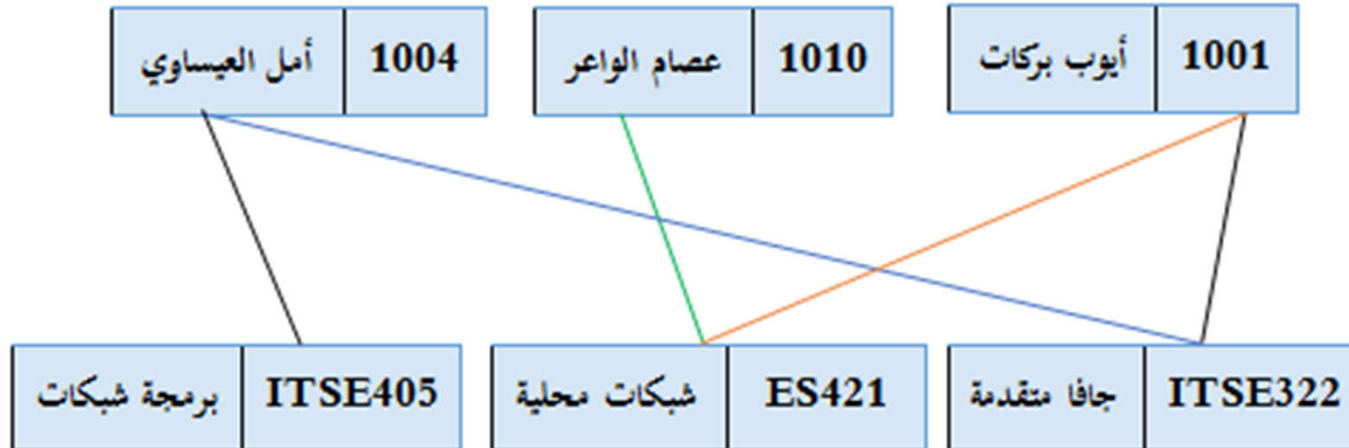 1001 أيوب بركات
1010 عصام الواعر
1004 أمل العيساوي
ITSE322 جافا متقدمة
ES421 شبكات محلية
ITSE405 برمجة شبكات